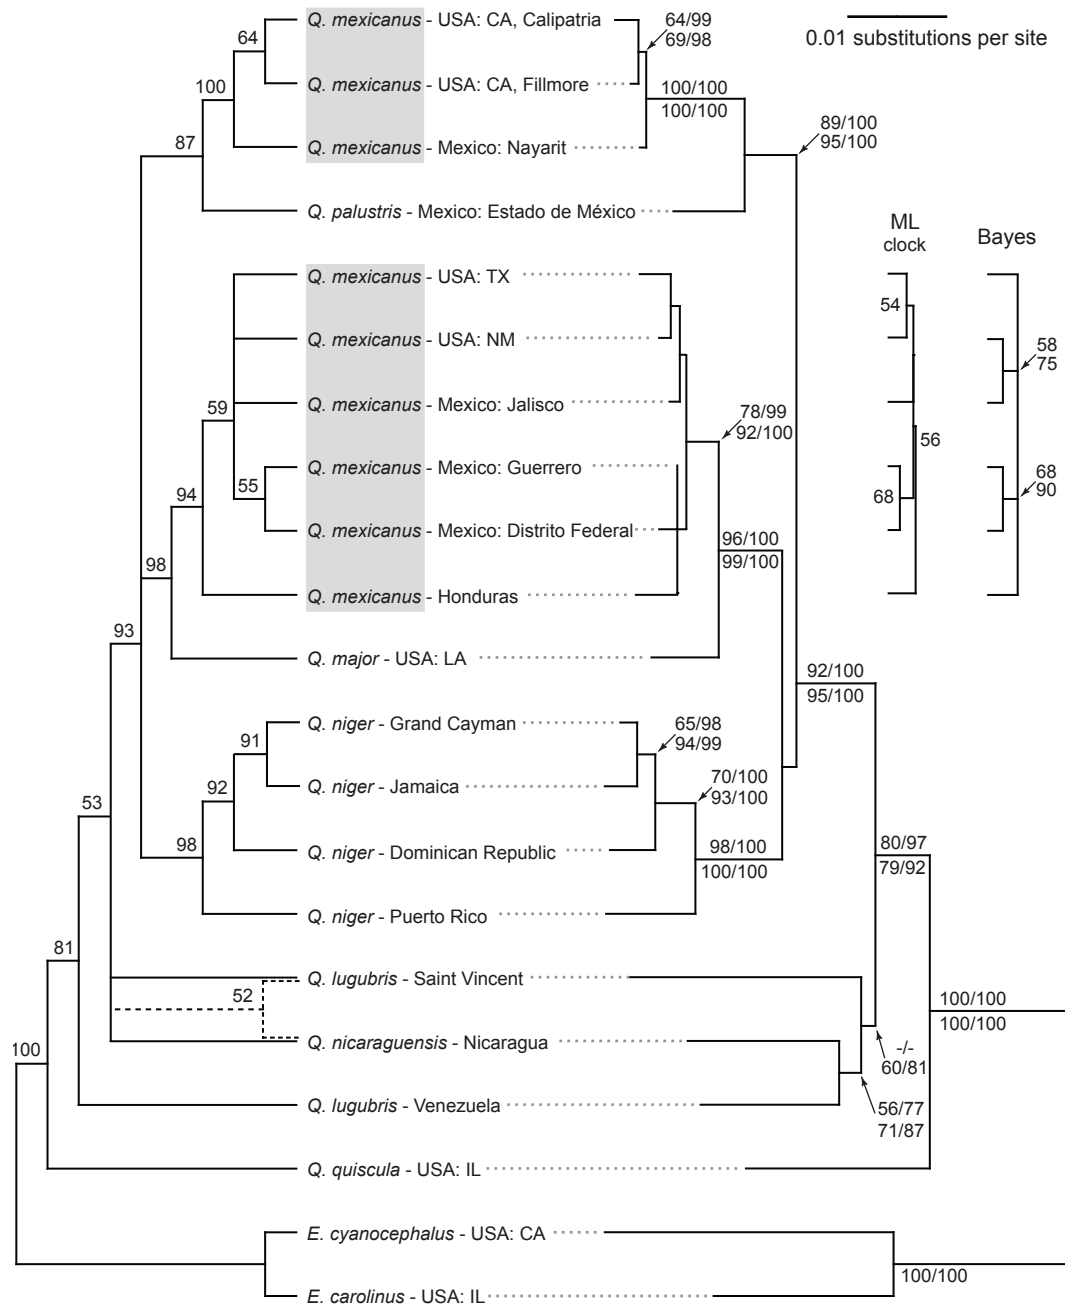 Q. mexicanus - USA: CA, Calipatria
64/99
69/98
0.01 substitutions per site
64
Q. mexicanus - USA: CA, Fillmore
100
100/100
100/100
89/100
95/100
87
Q. mexicanus - Mexico: Nayarit
Q. palustris - Mexico: Estado de México
ML
clock
Bayes
Q. mexicanus - USA: TX
54
Q. mexicanus - USA: NM
58
75
Q. mexicanus - Mexico: Jalisco
59
78/99
92/100
56
Q. mexicanus - Mexico: Guerrero
55
94
68
68
90
Q. mexicanus - Mexico: Distrito Federal
96/100
99/100
98
Q. mexicanus - Honduras
93
Q. major - USA: LA
92/100
95/100
Q. niger - Grand Cayman
65/98
94/99
91
Q. niger - Jamaica
70/100
93/100
92
53
98
Q. niger - Dominican Republic
98/100
100/100
80/97
79/92
Q. niger - Puerto Rico
81
Q. lugubris - Saint Vincent
52
100/100
100/100
Q. nicaraguensis - Nicaragua
-/-
60/81
100
Q. lugubris - Venezuela
56/77
71/87
Q. quiscula - USA: IL
E. cyanocephalus - USA: CA
100/100
E. carolinus - USA: IL